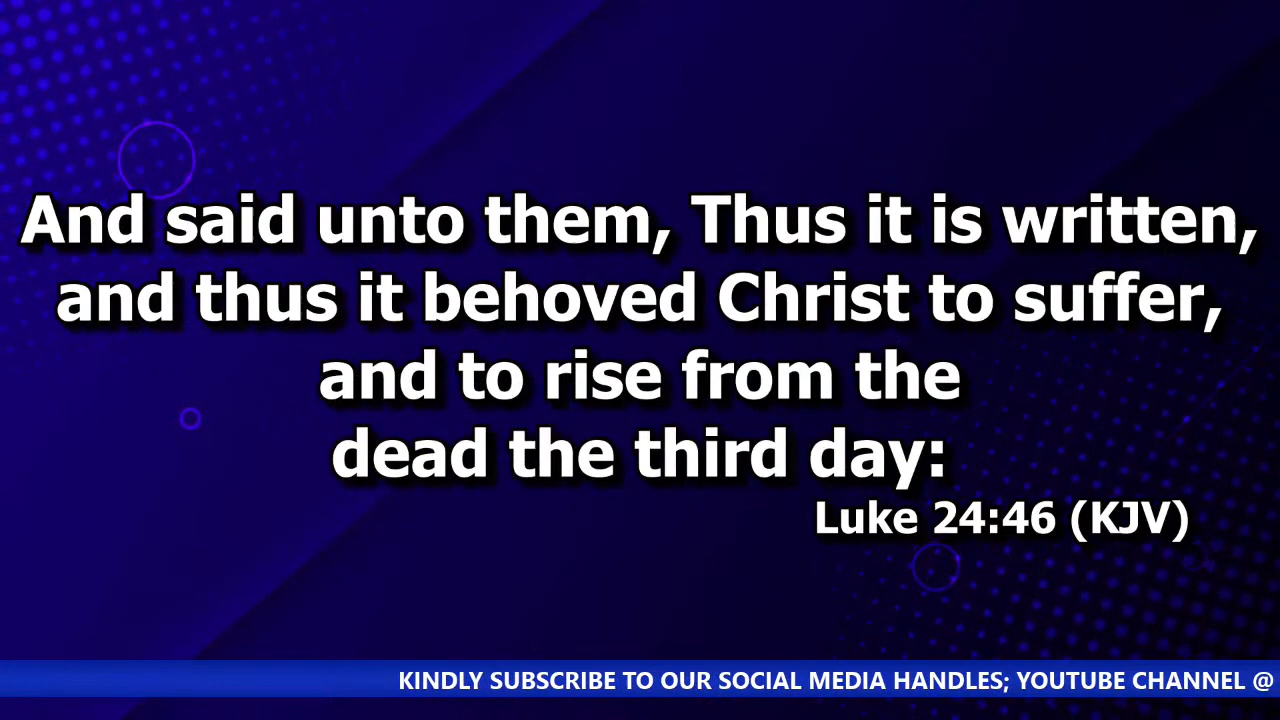 And said unto them, Thus it is written,
and thus it behoved Christ to suffer,
and to rise from the
dead the third day:
Luke 24:46 (KJV)
KINDLY SUBSCRIBE TO OUR SOCIAL MEDIA HANDLES; YOUTUBE CHANNEL @